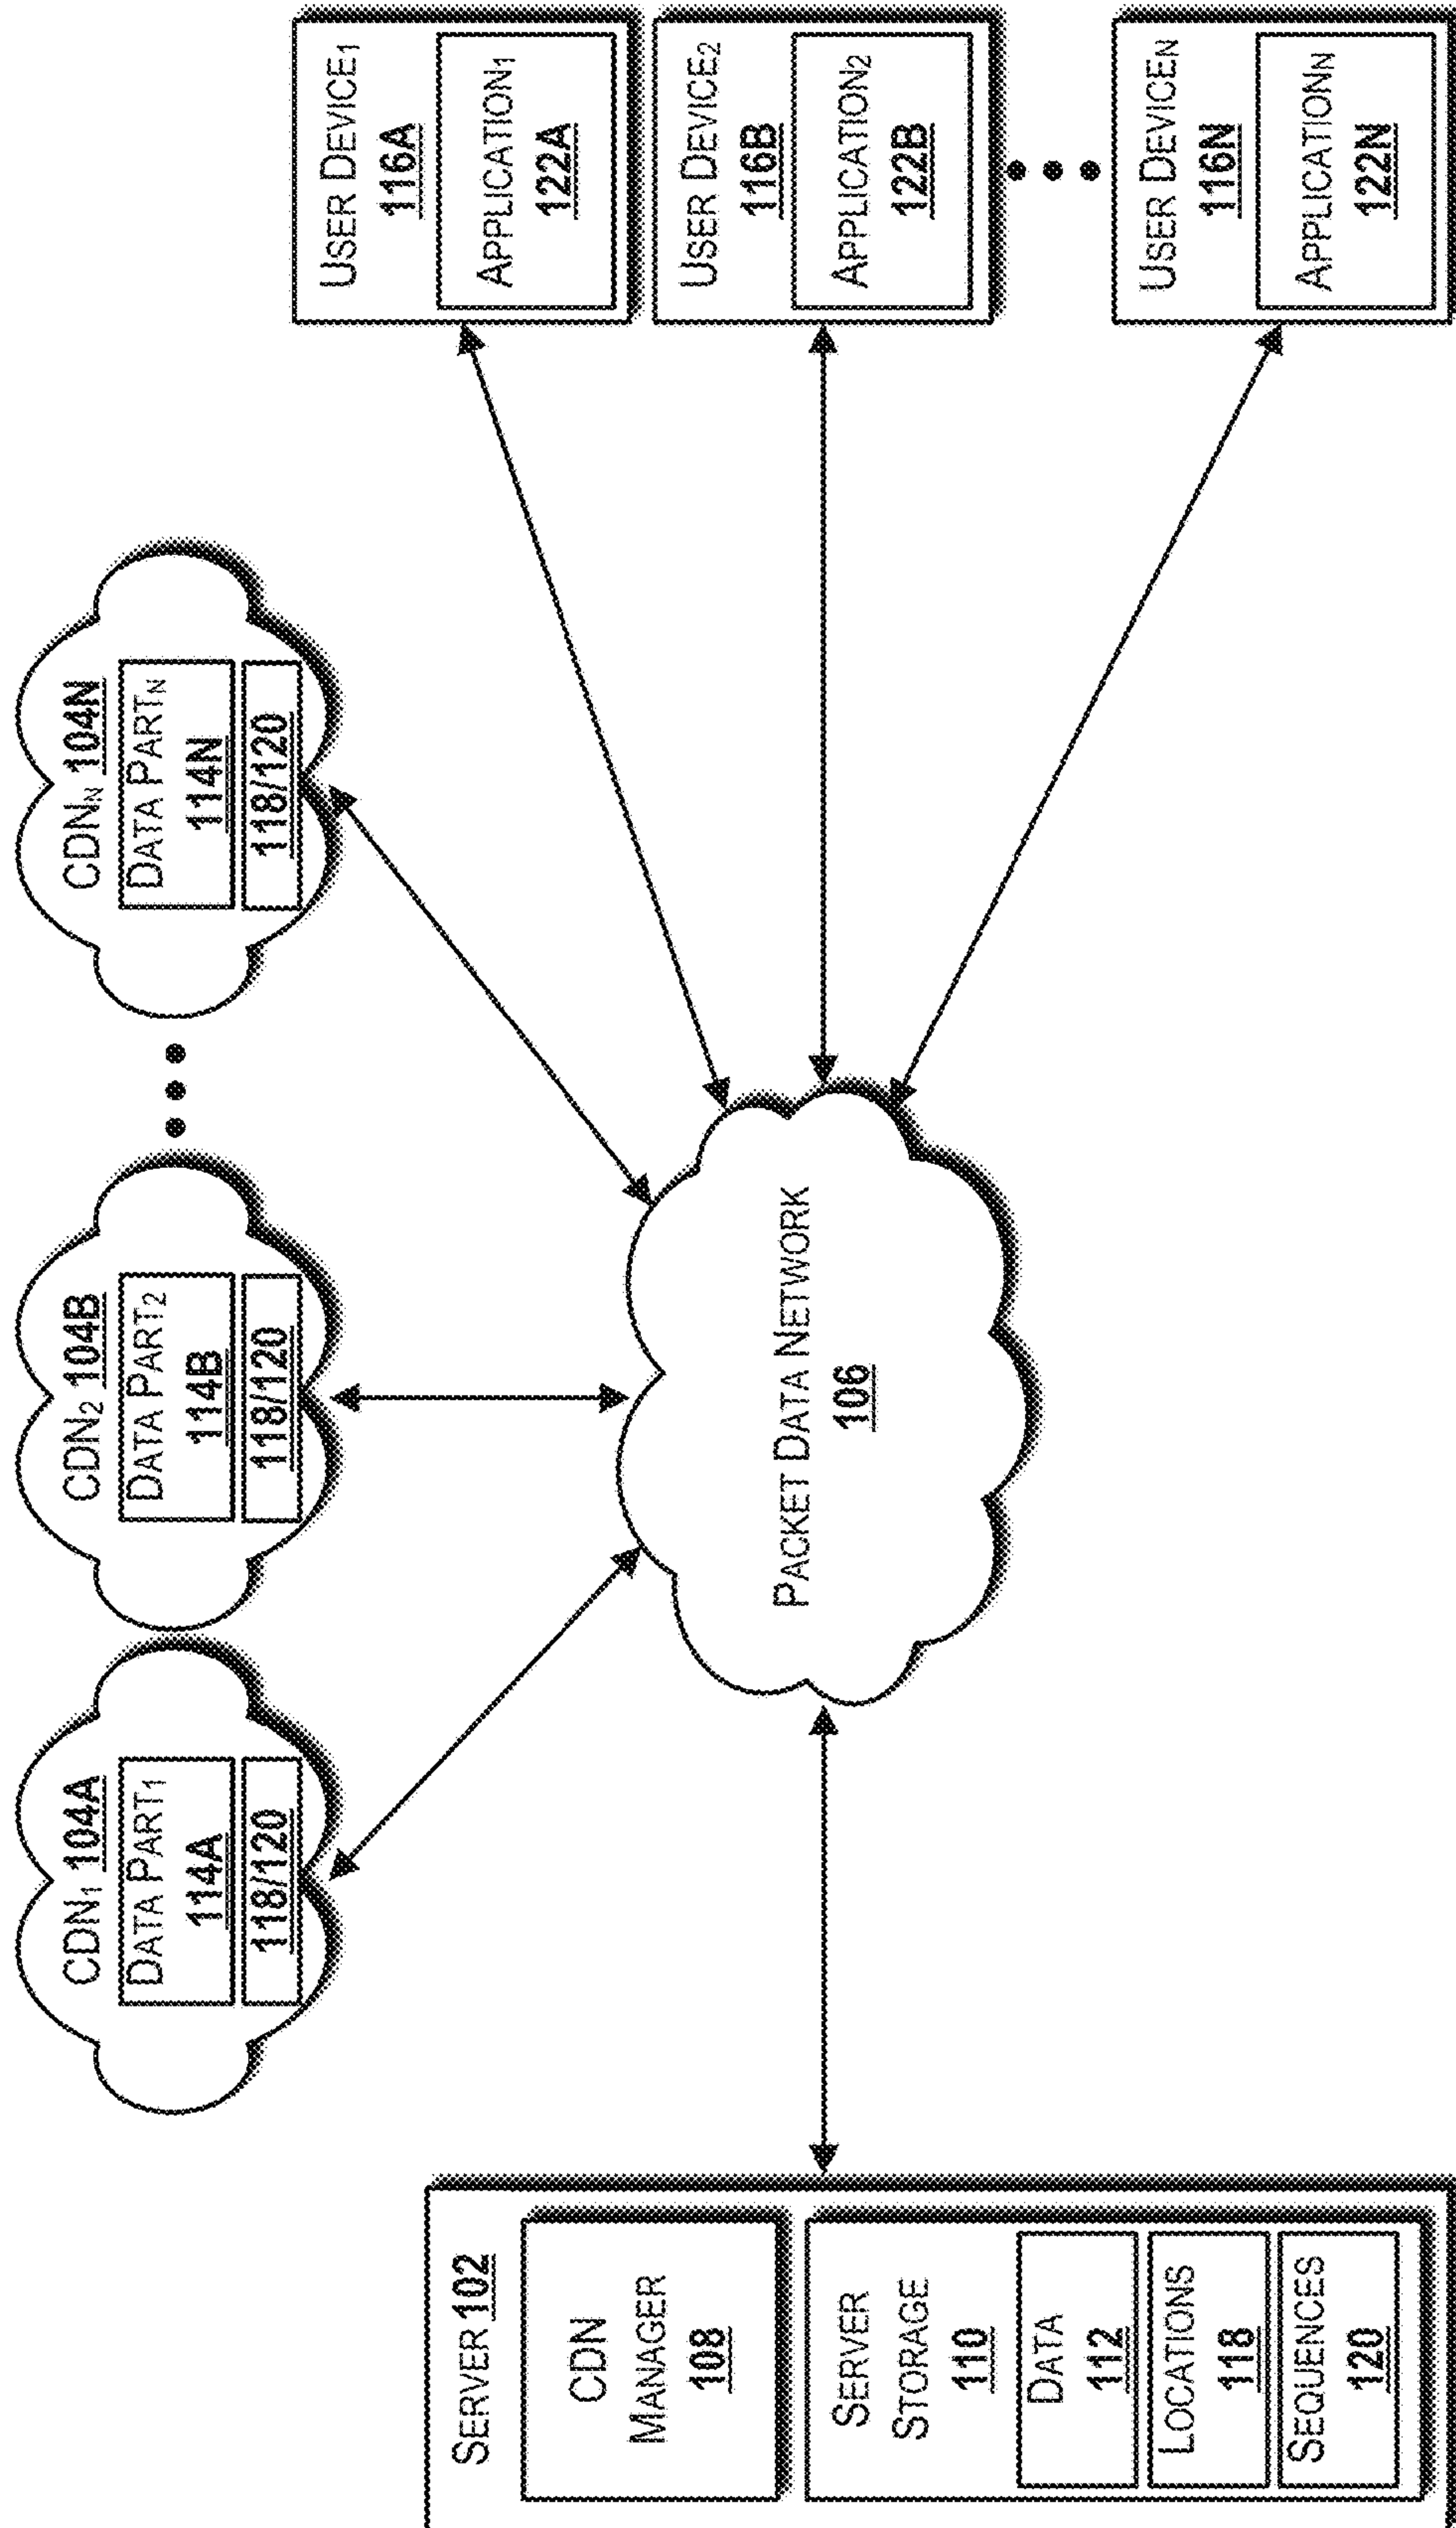 CDN₁ 104A
DATA PART₁
114A
118/120
CDN₂ 104B
DATA PART₂
114B
118/120
CDNN 104N
DATA PARTN
114N
118/120
SERVER 102
CDN
MANAGER
108
SERVER
STORAGE
110
DATA
112
LOCATIONS
118
SEQUENCES
120
PACKET DATA NETWORK
106
USER DEVICE₁
116A
APPLICATION₁
122A
USER DEVICE₂
116B
APPLICATION₂
122B
USER DEVICEN
116N
APPLICATIONN
122N